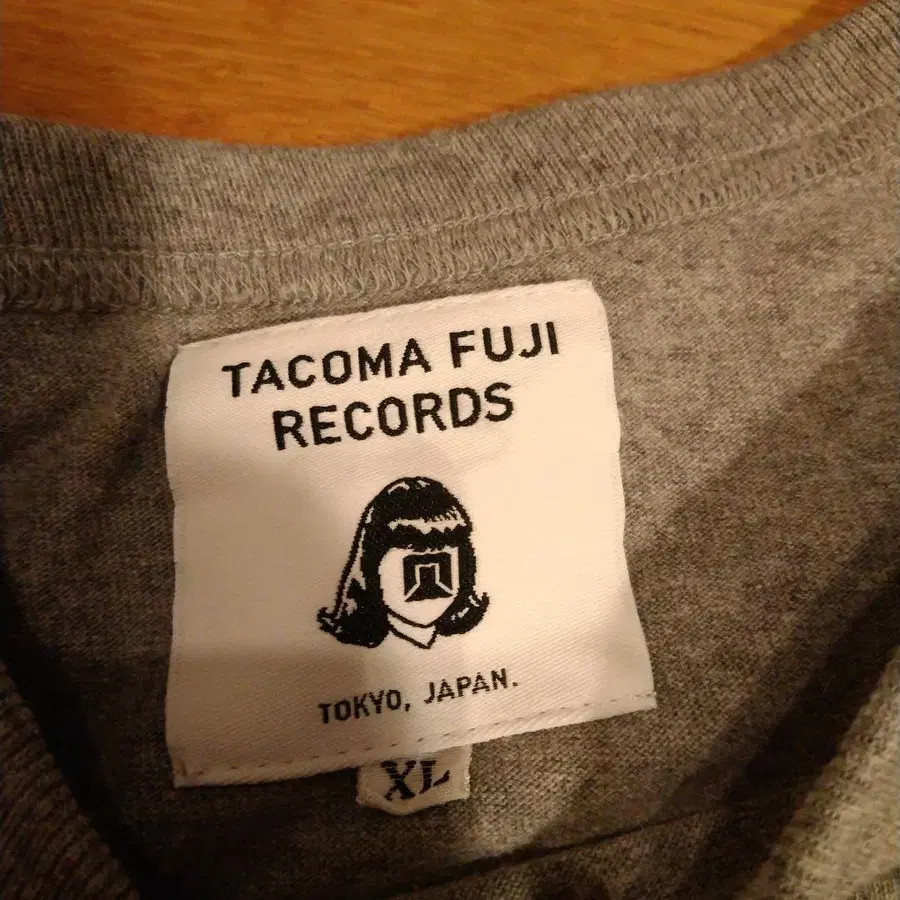 TACOMA FUJI
RECORDS
TOKYO, JAPAN.
XL